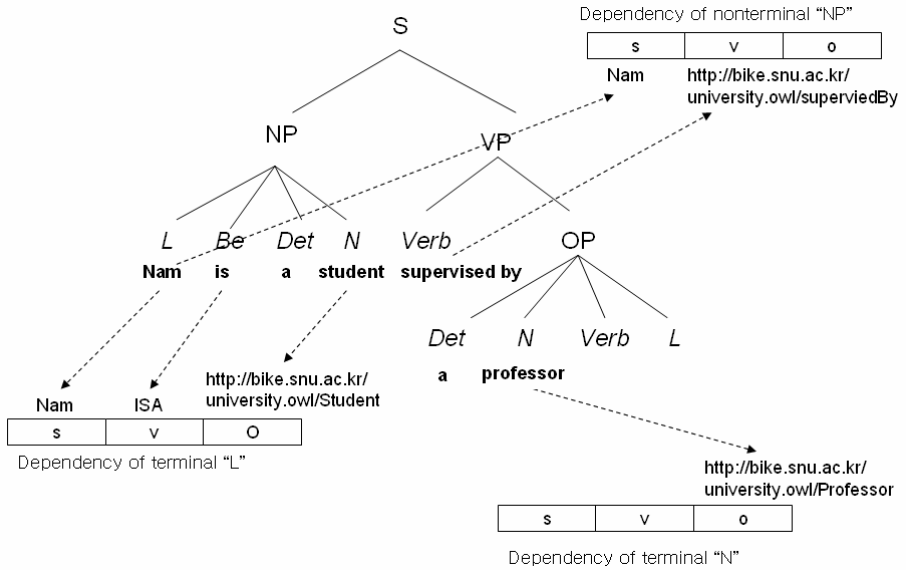 Dependency of nonterminal “NP”
S
s v o
Nam http://bike.snu.ac.kr/
university.owl/superviedBy
NP VP
L Be Det N Verb OP
Nam is a student supervised by
Det N Verb L
a professor
http://bike.snu.ac.kr/
university.owl/Student
Nam ISA
s v O
Dependency of terminal “L”
http://bike.snu.ac.kr/
university.owl/Professor
s v o
Dependency of terminal “N”